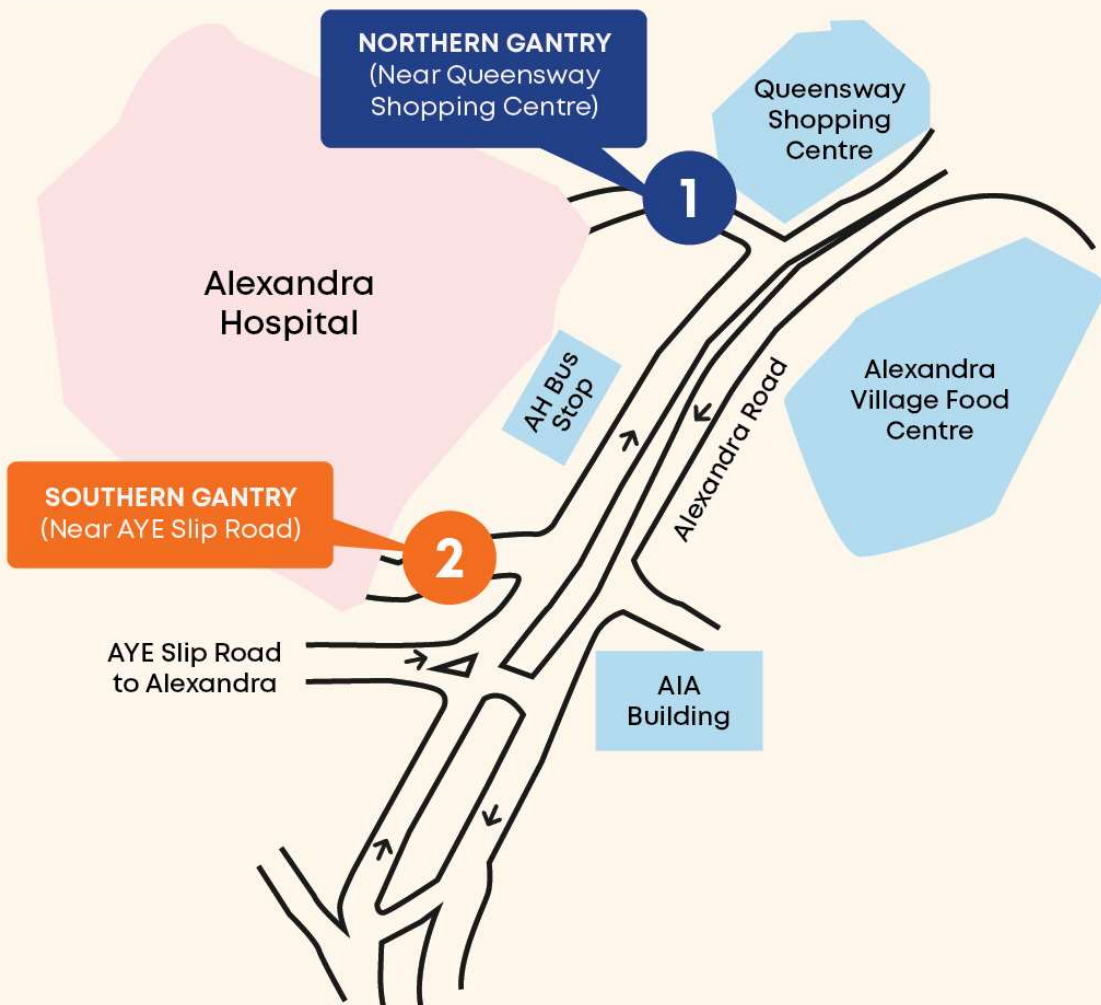 NORTHERN GANTRY
(Near Queensway
Shopping Centre)
1
Queensway
Shopping
Centre
Alexandra
Hospital
AH Bus
Stop
Alexandra Road
Alexandra
Village Food
Centre
SOUTHERN GANTRY
(Near AYE Slip Road)
2
AYE Slip Road
to Alexandra
AIA
Building